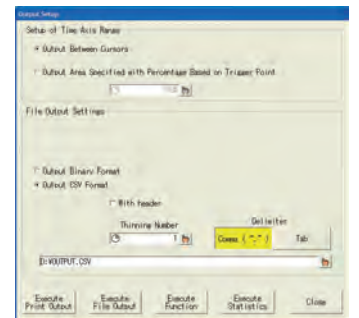 Output Setup
Setup of Time Axis Range
Output Between Cursors
Output Area Specified with Percentage Based on Trigger Point
File Output Settings
Output Binary Format
Output CSV Format
With header
Thinning Number
Delimiter
1
Comma ( "," )
Tab
D:¥OUTPUT.CSV
Execute Print Output
Execute File Output
Execute Function
Execute Statistics
Close